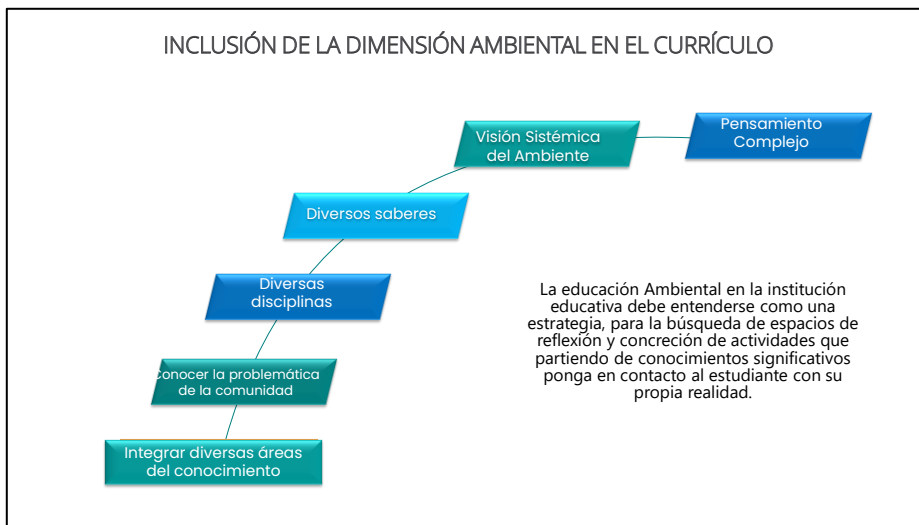 INCLUSIÓN DE LA DIMENSIÓN AMBIENTAL EN EL CURRÍCULO
Visión Sistémica
del Ambiente
Pensamiento
Complejo
Diversos saberes
Diversas
disciplinas
Conocer la problemática
de la comunidad
Integrar diversas áreas
del conocimiento
La educación Ambiental en la institución
educativa debe entenderse como una
estrategia, para la búsqueda de espacios de
reflexión y concreción de actividades que
partiendo de conocimientos significativos
ponga en contacto al estudiante con su
propia realidad.